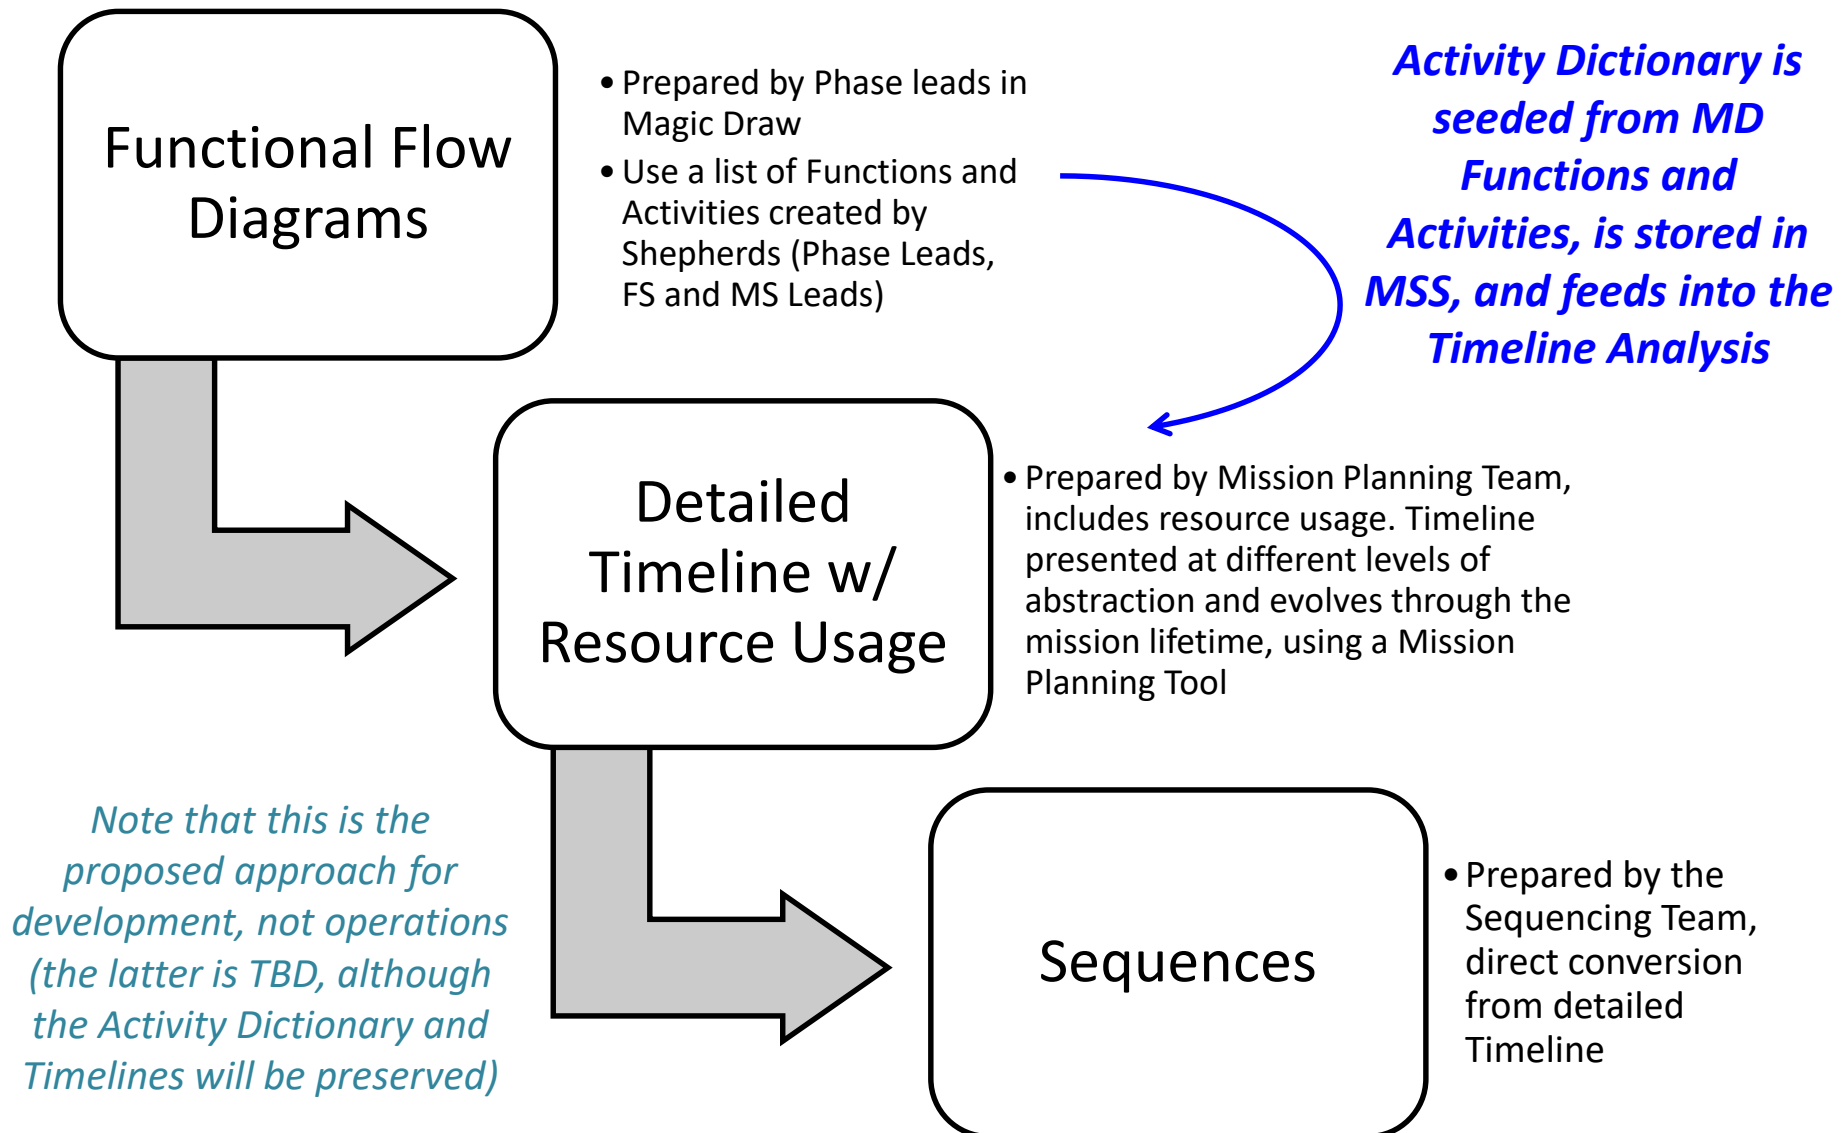 Functional Flow
Diagrams
• Prepared by Phase leads in
Magic Draw
• Use a list of Functions and
Activities created by
Shepherds (Phase Leads,
FS and MS Leads)
Activity Dictionary is
seeded from MD
Functions and
Activities, is stored in
MSS, and feeds into the
Timeline Analysis
Detailed
Timeline w/
Resource Usage
• Prepared by Mission Planning Team,
includes resource usage. Timeline
presented at different levels of
abstraction and evolves through the
mission lifetime, using a Mission
Planning Tool
Note that this is the
proposed approach for
development, not operations
(the latter is TBD, although
the Activity Dictionary and
Timelines will be preserved)
Sequences
• Prepared by the
Sequencing Team,
direct conversion
from detailed
Timeline